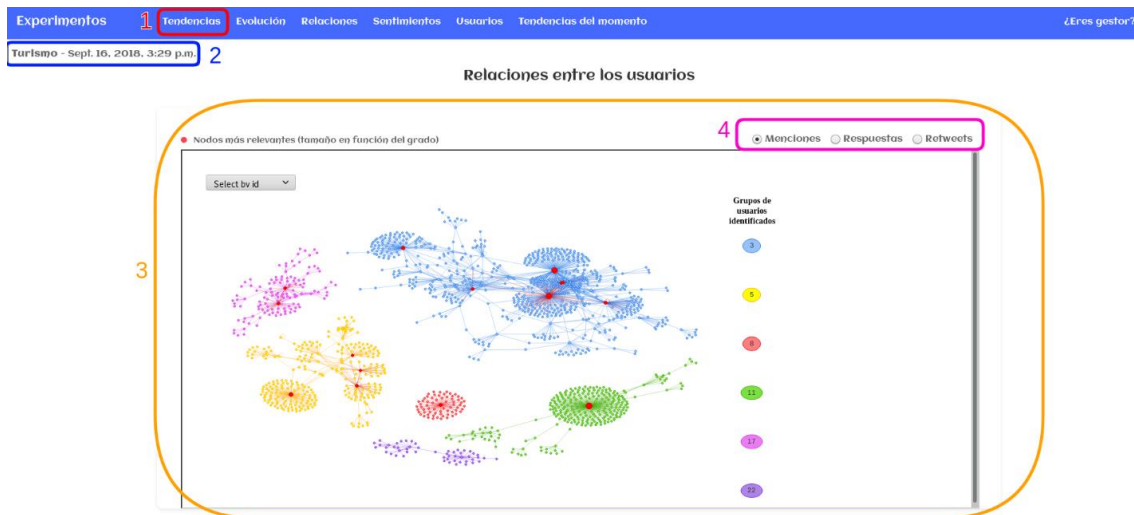 Experimentos 1 Tendencias Evolución Relaciones Sentimientos Usuarios Tendencias del momento ¿Eres gestor?
Turismo - Sept. 16, 2018, 3:29 p.m. 2
Relaciones entre los usuarios
Nodos más relevantes (tamaño en función del grado)
4 Menciones Respuestas Retweets
Select by id
Grupos de
usuarios
identificados
3
3
5
8
11
17
22